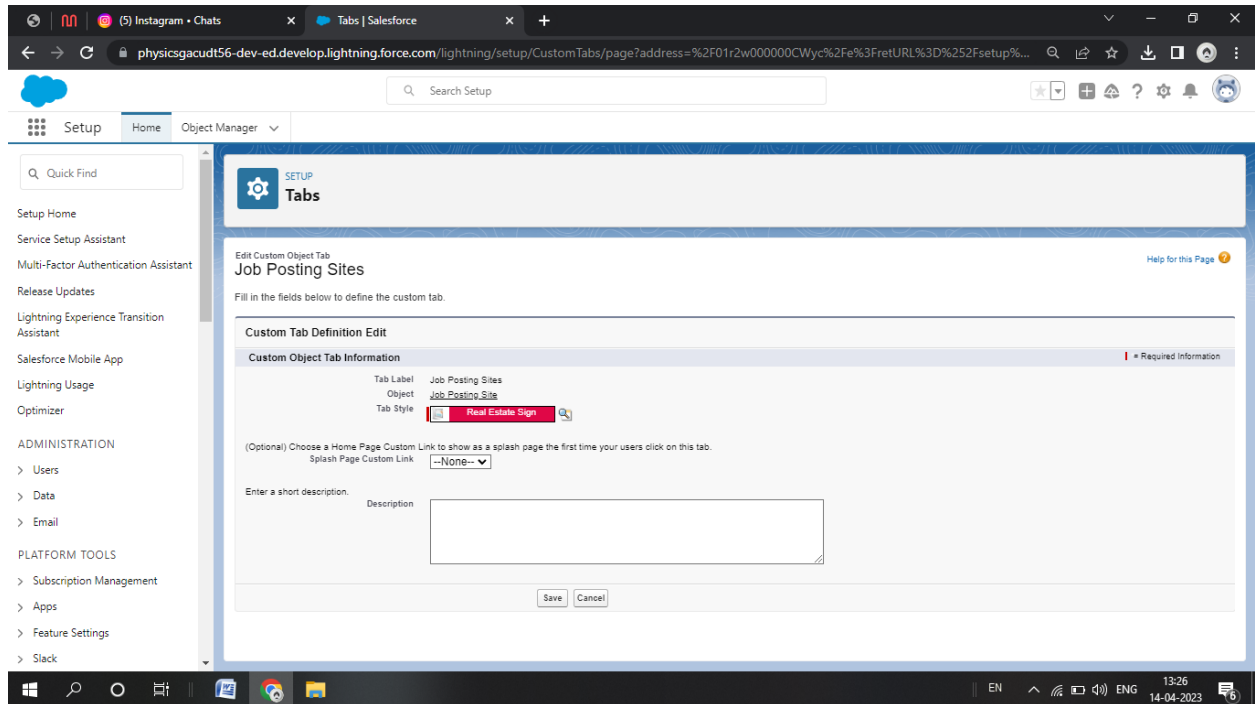 (5) Instagram • Chats
Tabs | Salesforce
physicsgacudt56-dev-ed.develop.lightning.force.com/lightning/setup/CustomTabs/page?address=%2F01r2w000000CWyc%2Fe%3FretURL%3D%252Fsetup%...
Search Setup
Setup
Home
Object Manager
Quick Find
Setup Home
Service Setup Assistant
Multi-Factor Authentication Assistant
Release Updates
Lightning Experience Transition
Assistant
Salesforce Mobile App
Lightning Usage
Optimizer
ADMINISTRATION
Users
Data
Email
PLATFORM TOOLS
Subscription Management
Apps
Feature Settings
Slack
SETUP
Tabs
Edit Custom Object Tab
Job Posting Sites
Help for this Page
Fill in the fields below to define the custom tab.
Custom Tab Definition Edit
Custom Object Tab Information
= Required Information
Tab Label Job Posting Sites
Object Job Posting Site
Tab Style Real Estate Sign
(Optional) Choose a Home Page Custom Link to show as a splash page the first time your users click on this tab.
Splash Page Custom Link --None--
Enter a short description.
Description
Save Cancel
EN
ENG
13:26
14-04-2023
6